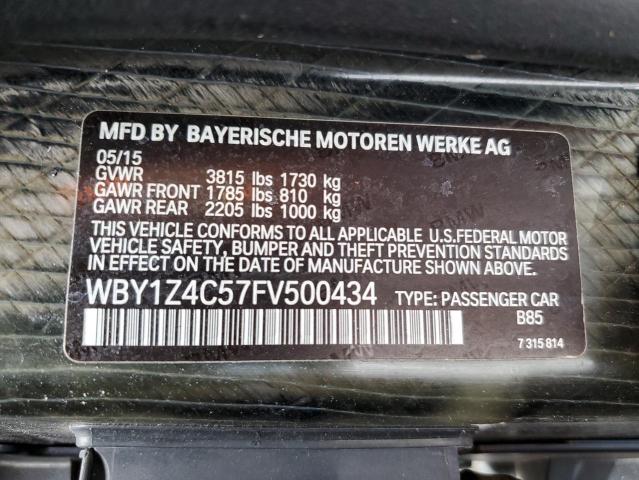 MFD BY BAYERISCHE MOTOREN WERKE AG
05/15
GVWR 3815 lbs 1730 kg
GAWR FRONT 1785 lbs 810 kg
GAWR REAR 2205 lbs 1000 kg
THIS VEHICLE CONFORMS TO ALL APPLICABLE U.S.FEDERAL MOTOR
VEHICLE SAFETY, BUMPER AND THEFT PREVENTION STANDARDS
IN EFFECT ON THE DATE OF MANUFACTURE SHOWN ABOVE.
WBY1Z4C57FV500434 TYPE: PASSENGER CAR
B85
7 315 814